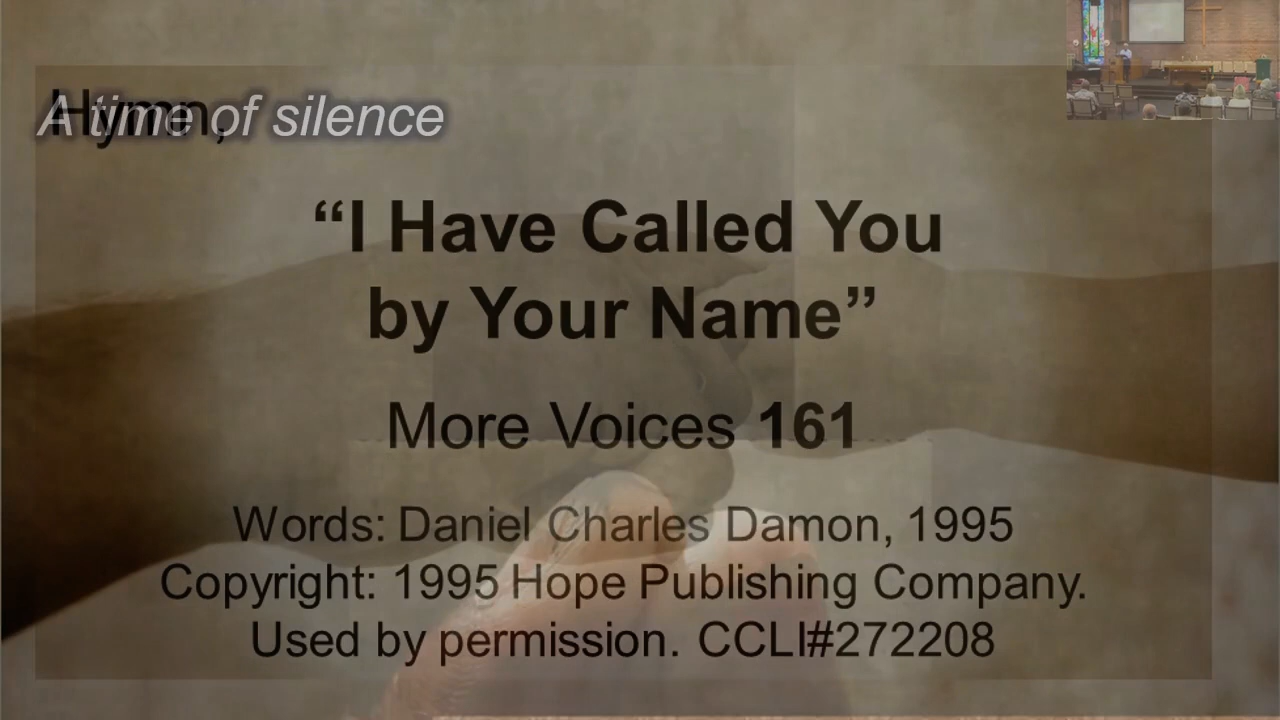 Hymn,
A time of silence
“I Have Called You
by Your Name”
More Voices 161
Words: Daniel Charles Damon, 1995
Copyright: 1995 Hope Publishing Company.
Used by permission. CCLI#272208